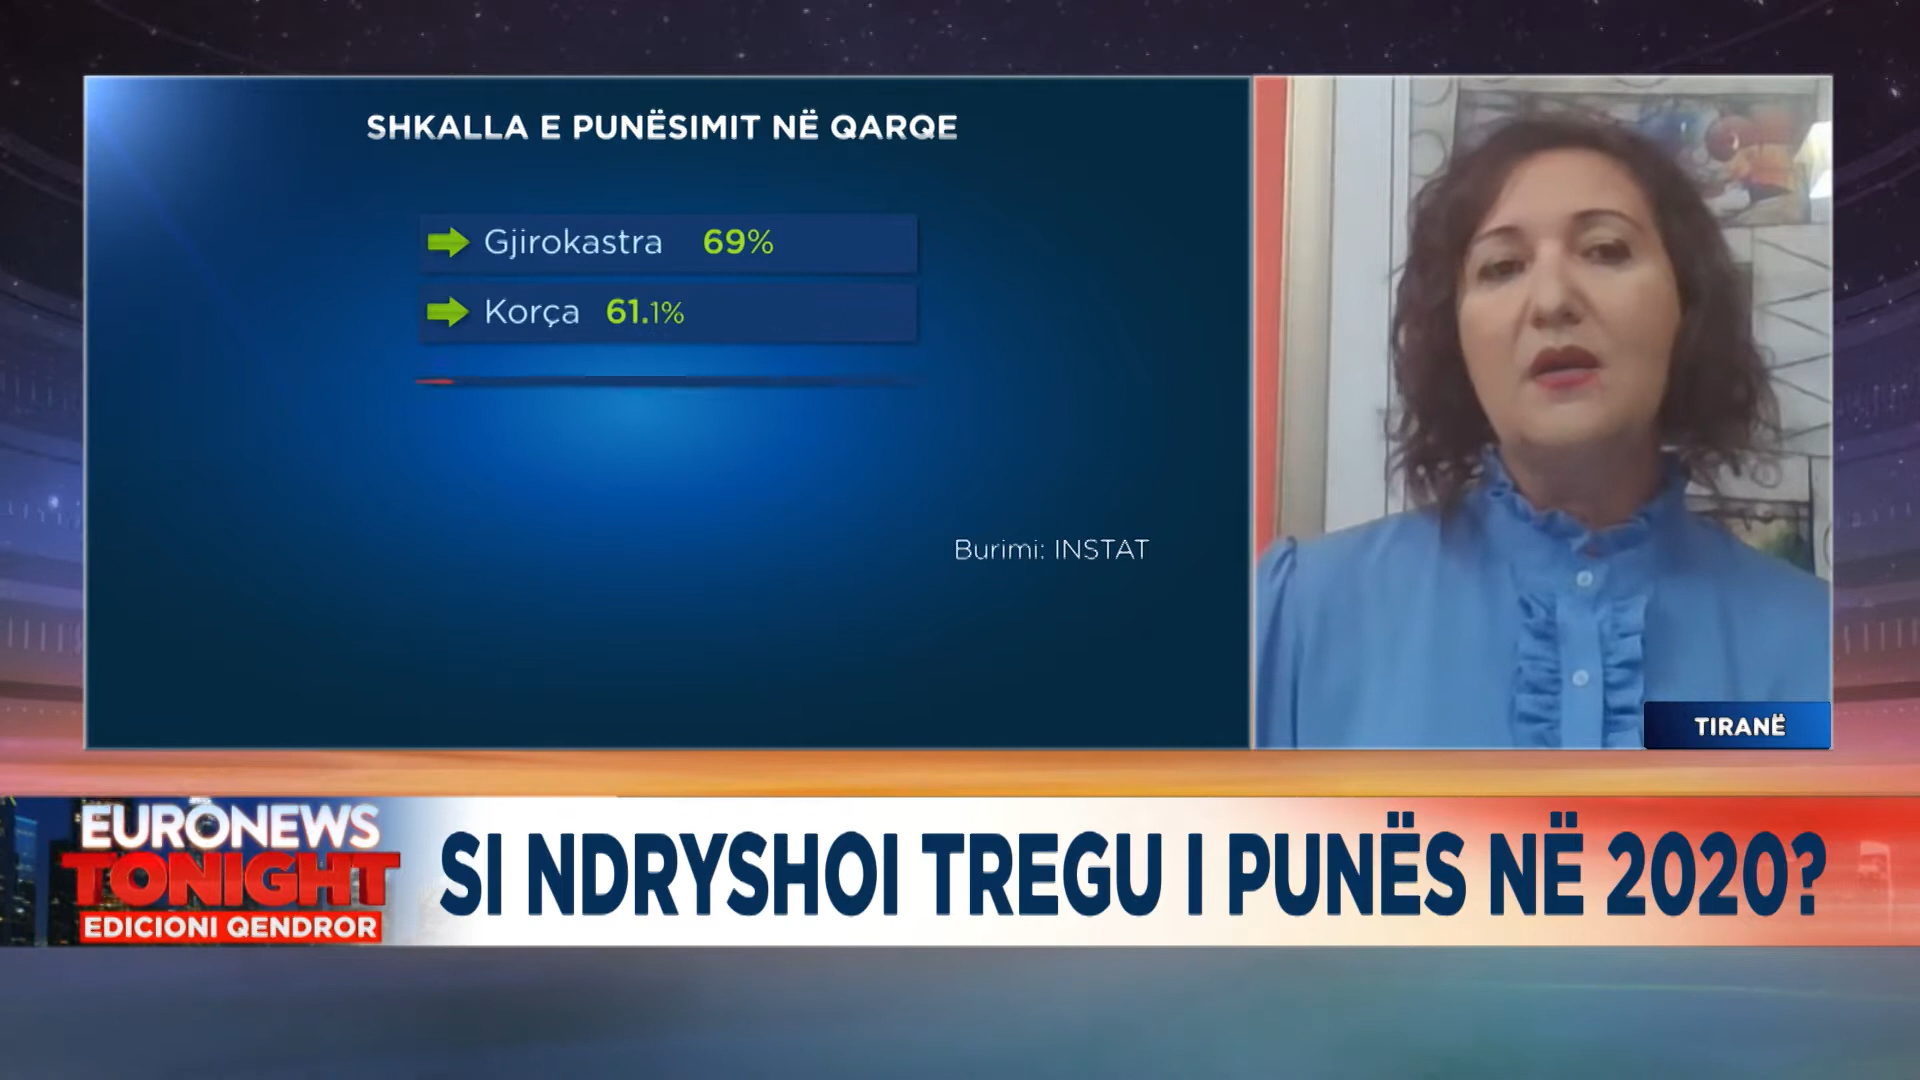 SHKALLA E PUNËSIMIT NË QARQE
Gjirokastra 69%
Korça 61.1%
Burimi: INSTAT
TIRANË
EURONEWS
TONIGHT
EDICIONI QENDROR
SI NDRYSHOI TREGU I PUNËS NË 2020?